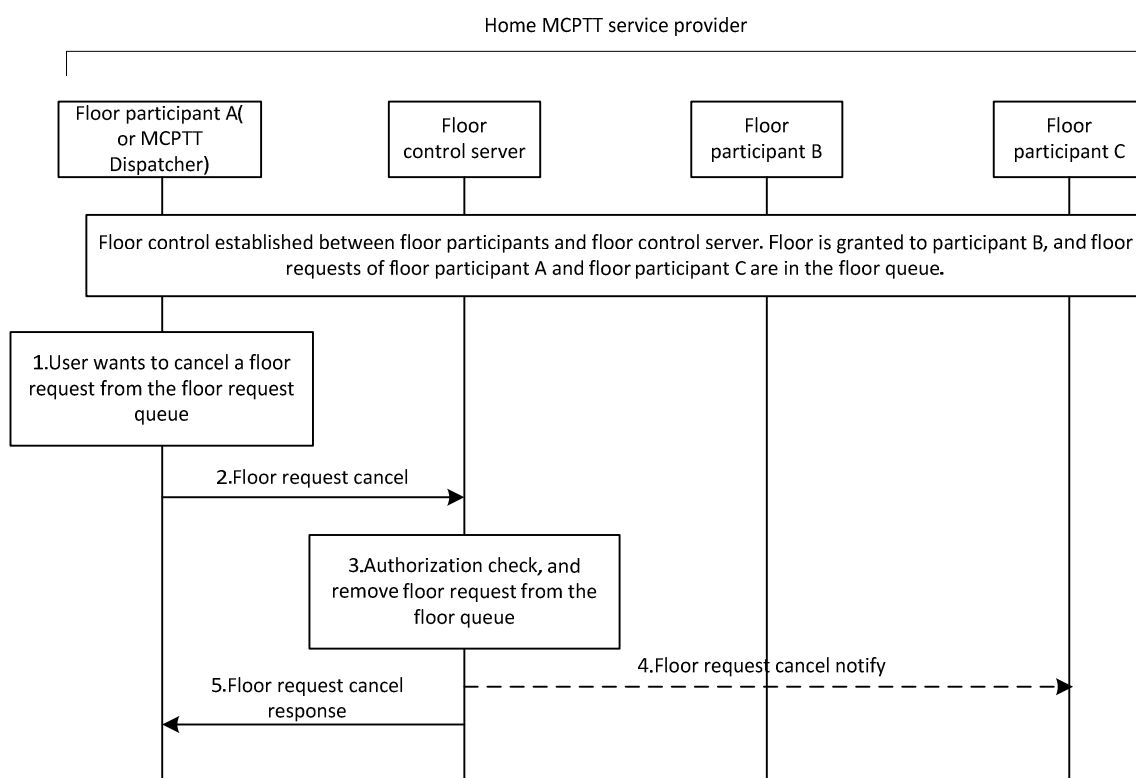 Home MCPTT service provider
Floor participant A(
or MCPTT
Dispatcher)
Floor
control server
Floor
participant B
Floor
participant C
Floor control established between floor participants and floor control server. Floor is granted to participant B, and floor
requests of floor participant A and floor participant C are in the floor queue.
1.User wants to cancel a floor
request from the floor request
queue
2.Floor request cancel
3.Authorization check, and
remove floor request from the
floor queue
4.Floor request cancel notify
5.Floor request cancel
response